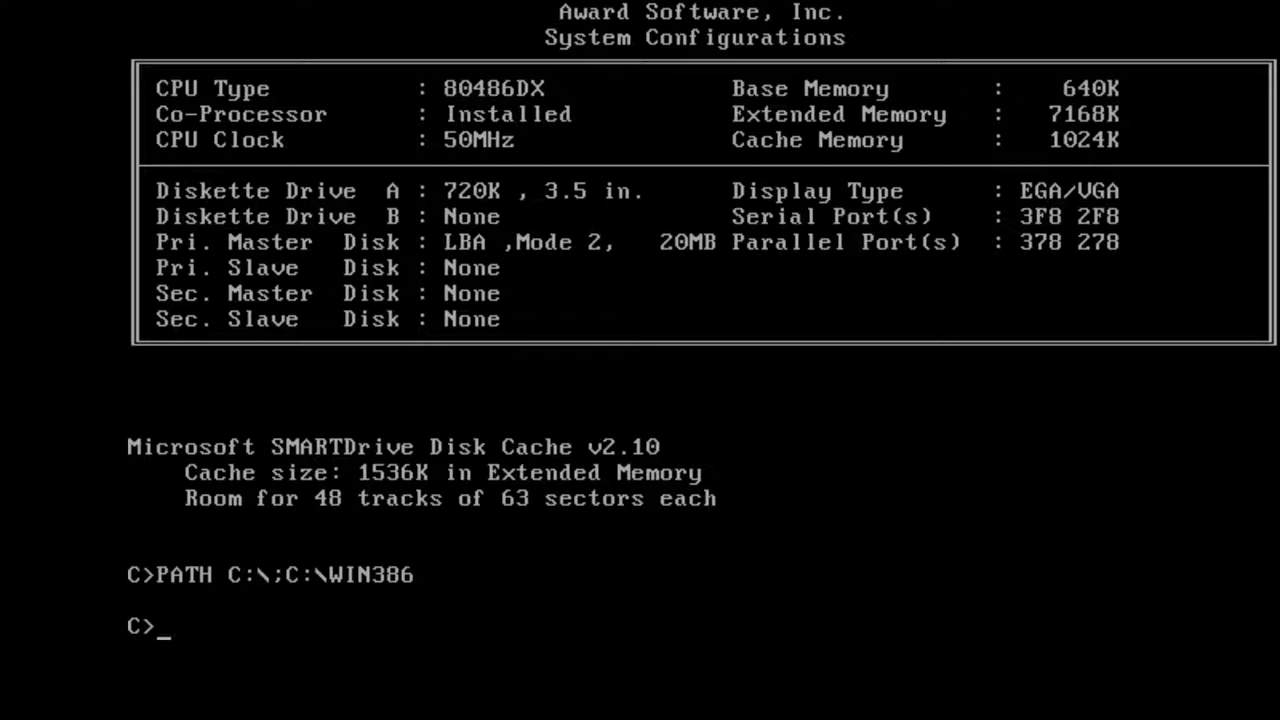 Award Software, Inc.
System Configurations
CPU Type : 80486DX Base Memory : 640K
Co-Processor : Installed Extended Memory : 7168K
CPU Clock : 50MHz Cache Memory : 1024K
Diskette Drive A : 720K , 3.5 in. Display Type : EGA/VGA
Diskette Drive B : None Serial Port(s) : 3F8 2F8
Pri. Master Disk : LBA ,Mode 2, 20MB Parallel Port(s) : 378 278
Pri. Slave Disk : None
Sec. Master Disk : None
Sec. Slave Disk : None
Microsoft SMARTDrive Disk Cache v2.10
Cache size: 1536K in Extended Memory
Room for 48 tracks of 63 sectors each
C>PATH C:\;C:\WIN386
C>_